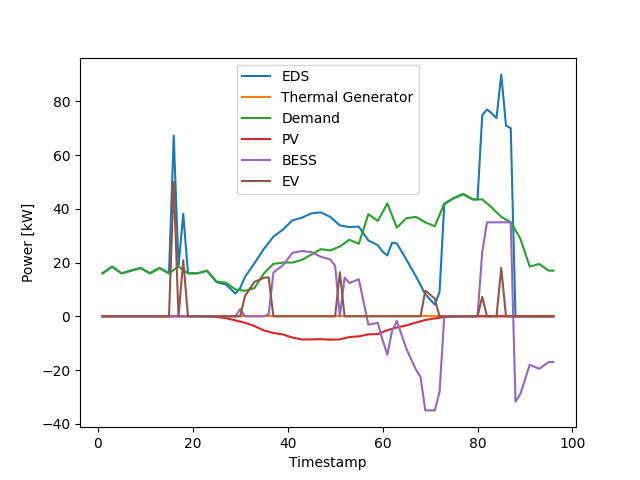 EDS
Thermal Generator
Demand
PV
BESS
EV
Power [kW]
80
60
40
20
0
−20
−40
0 20 40 60 80 100
Timestamp